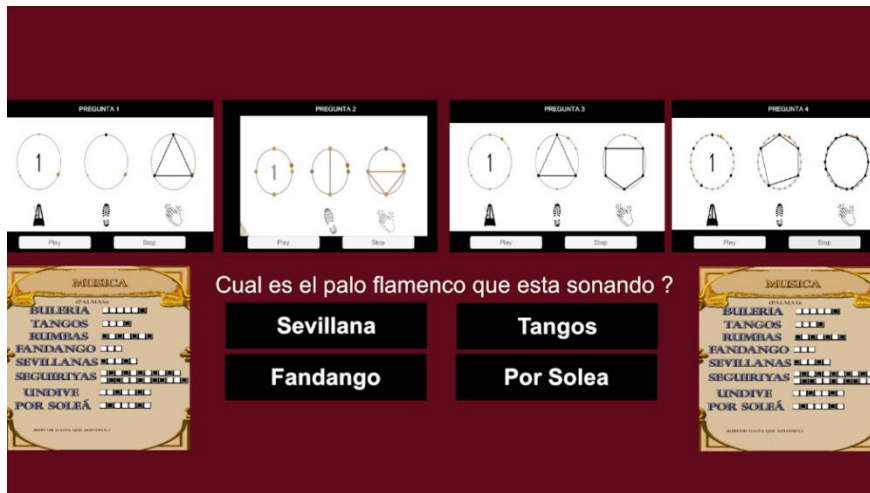 PREGUNTA 1
PREGUNTA 2
PREGUNTA 3
PREGUNTA 4
1
1
1
1
Play Stop
Play Stop
Play Stop
Play Stop
MUSICA
(PALMAS)
BULERIA
TANGOS
RUMBAS
FANDANGO
SEVILLANAS
SEGUIRIYAS
UNDIVE
POR SOLEÁ
Cual es el palo flamenco que esta sonando ?
Sevillana
Tangos
Fandango
Por Solea
MUSICA
(PALMAS)
BULERIA
TANGOS
RUMBAS
FANDANGO
SEVILLANAS
SEGUIRIYAS
UNDIVE
POR SOLEÁ